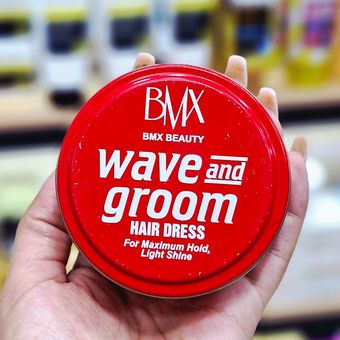 BMX
BMX BEAUTY
wave and
groom
HAIR DRESS
For Maximum Hold,
Light Shine